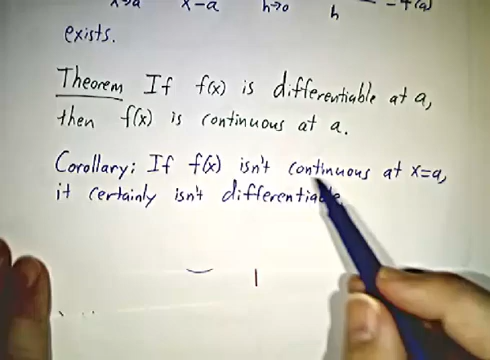 x→a x-a h→0 h -f(a)
exists.
Theorem If f(x) is differentiable at a,
then f(x) is continuous at a.
Corollary: If f(x) isn't continuous at x=a,
it certainly isn't differentiable